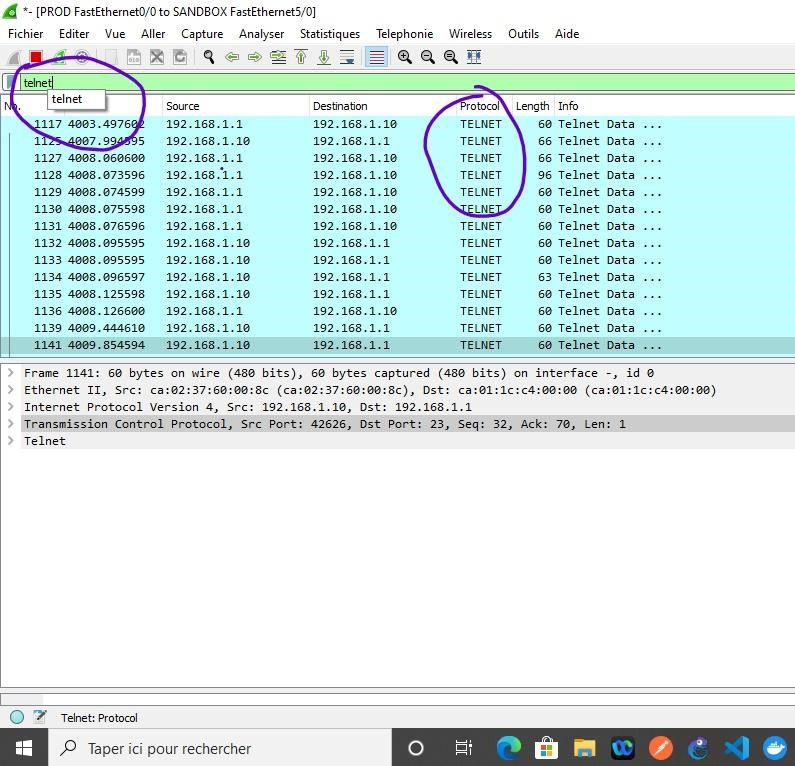 *- [PROD FastEthernet0/0 to SANDBOX FastEthernet5/0]
Fichier Editer Vue Aller Capture Analyser Statistiques Telephonie Wireless Outils Aide
telnet
telnet
No. Source Destination Protocol Length Info
1117 4003.497602 192.168.1.1 192.168.1.10 TELNET 60 Telnet Data ...
1125 4007.994595 192.168.1.10 192.168.1.1 TELNET 66 Telnet Data ...
1127 4008.060600 192.168.1.1 192.168.1.10 TELNET 66 Telnet Data ...
1128 4008.073596 192.168.1.1 192.168.1.10 TELNET 96 Telnet Data ...
1129 4008.074599 192.168.1.1 192.168.1.10 TELNET 60 Telnet Data ...
1130 4008.075598 192.168.1.1 192.168.1.10 TELNET 60 Telnet Data ...
1131 4008.076596 192.168.1.1 192.168.1.10 TELNET 60 Telnet Data ...
1132 4008.095595 192.168.1.10 192.168.1.1 TELNET 60 Telnet Data ...
1133 4008.095595 192.168.1.10 192.168.1.1 TELNET 60 Telnet Data ...
1134 4008.096597 192.168.1.10 192.168.1.1 TELNET 63 Telnet Data ...
1135 4008.125598 192.168.1.10 192.168.1.1 TELNET 60 Telnet Data ...
1136 4008.126600 192.168.1.1 192.168.1.10 TELNET 60 Telnet Data ...
1139 4009.444610 192.168.1.10 192.168.1.1 TELNET 60 Telnet Data ...
1141 4009.854594 192.168.1.10 192.168.1.1 TELNET 60 Telnet Data ...
Frame 1141: 60 bytes on wire (480 bits), 60 bytes captured (480 bits) on interface -, id 0
Ethernet II, Src: ca:02:37:60:00:8c (ca:02:37:60:00:8c), Dst: ca:01:1c:c4:00:00 (ca:01:1c:c4:00:00)
Internet Protocol Version 4, Src: 192.168.1.10, Dst: 192.168.1.1
Transmission Control Protocol, Src Port: 42626, Dst Port: 23, Seq: 32, Ack: 70, Len: 1
Telnet
Telnet: Protocol
Taper ici pour rechercher